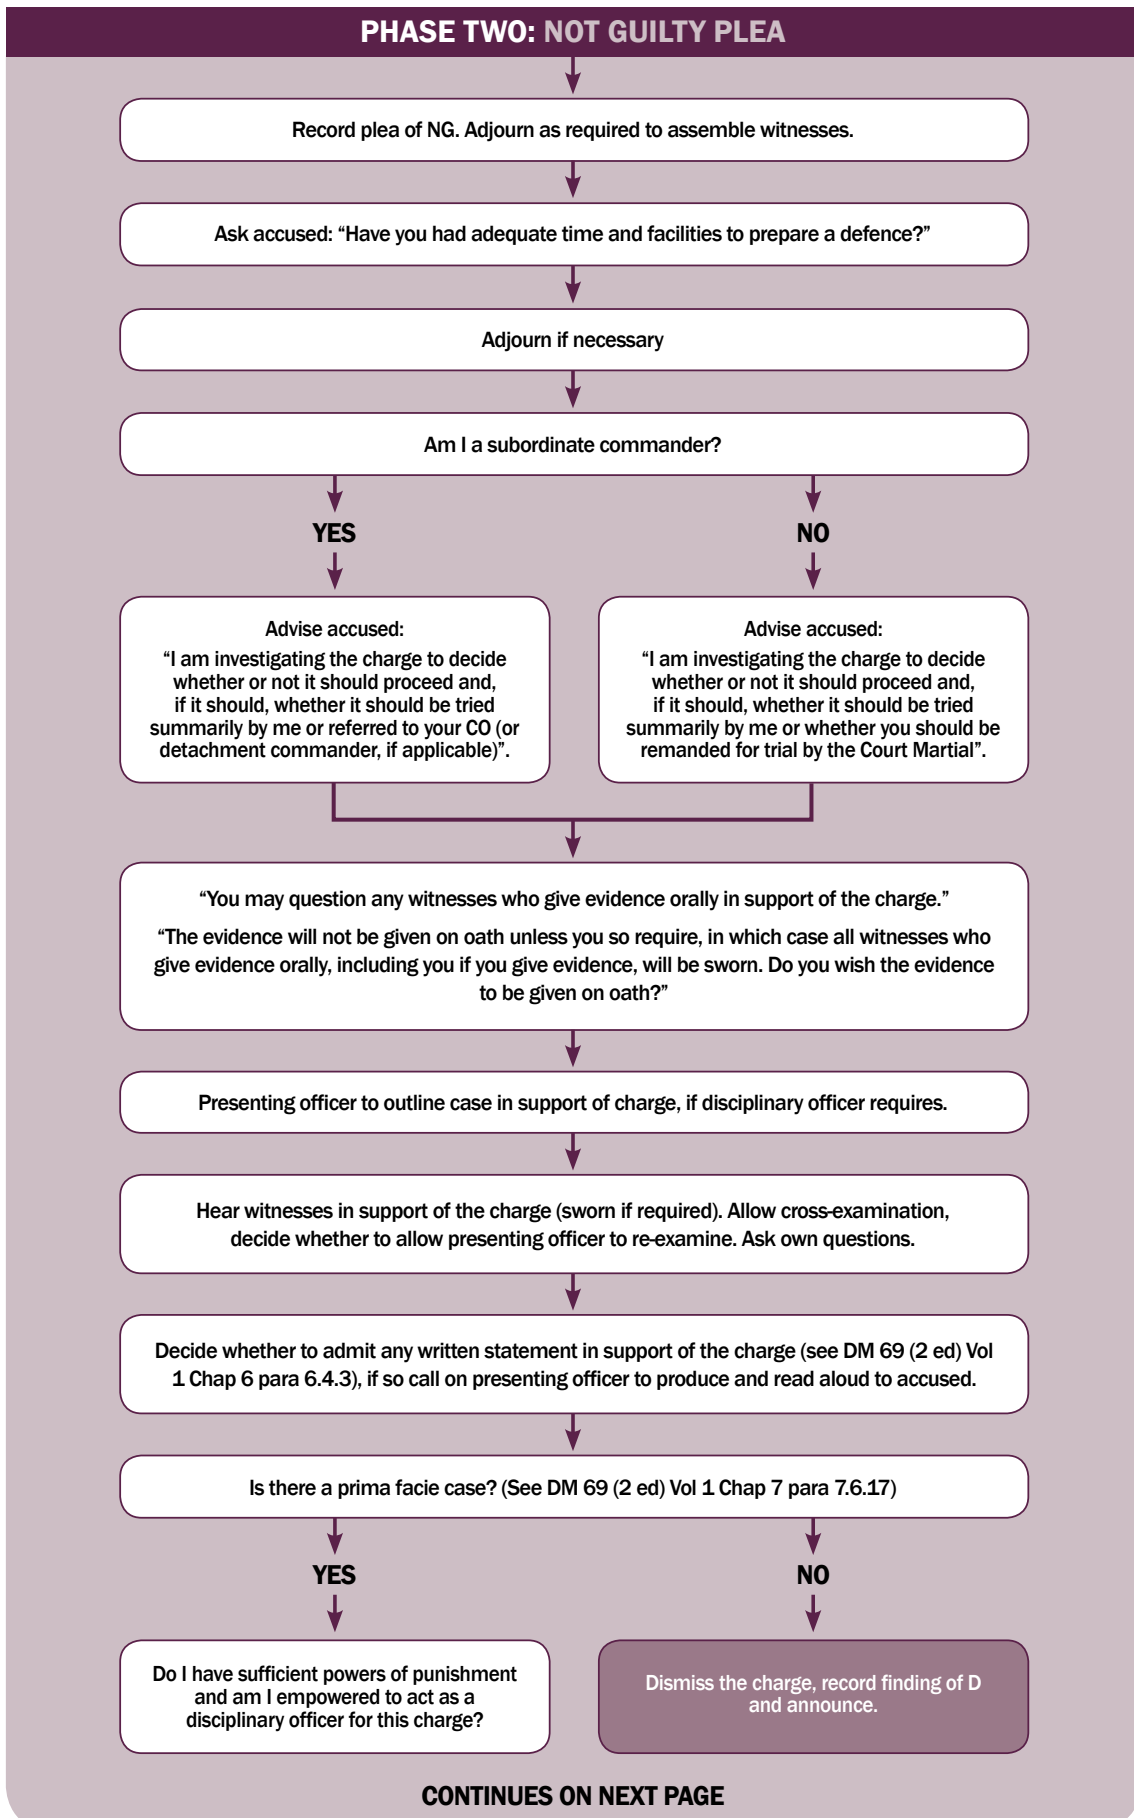 PHASE TWO: NOT GUILTY PLEA
Record plea of NG. Adjourn as required to assemble witnesses.
Ask accused: “Have you had adequate time and facilities to prepare a defence?”
Adjourn if necessary
Am I a subordinate commander?
YES
NO
Advise accused:
“I am investigating the charge to decide
whether or not it should proceed and,
if it should, whether it should be tried
summarily by me or referred to your CO (or
detachment commander, if applicable)”.
Advise accused:
“I am investigating the charge to decide
whether or not it should proceed and,
if it should, whether it should be tried
summarily by me or whether you should be
remanded for trial by the Court Martial”.
“You may question any witnesses who give evidence orally in support of the charge.”
“The evidence will not be given on oath unless you so require, in which case all witnesses who
give evidence orally, including you if you give evidence, will be sworn. Do you wish the evidence
to be given on oath?”
Presenting officer to outline case in support of charge, if disciplinary officer requires.
Hear witnesses in support of the charge (sworn if required). Allow cross-examination,
decide whether to allow presenting officer to re-examine. Ask own questions.
Decide whether to admit any written statement in support of the charge (see DM 69 (2 ed) Vol
1 Chap 6 para 6.4.3), if so call on presenting officer to produce and read aloud to accused.
Is there a prima facie case? (See DM 69 (2 ed) Vol 1 Chap 7 para 7.6.17)
YES
NO
Do I have sufficient powers of punishment
and am I empowered to act as a
disciplinary officer for this charge?
Dismiss the charge, record finding of D
and announce.
CONTINUES ON NEXT PAGE